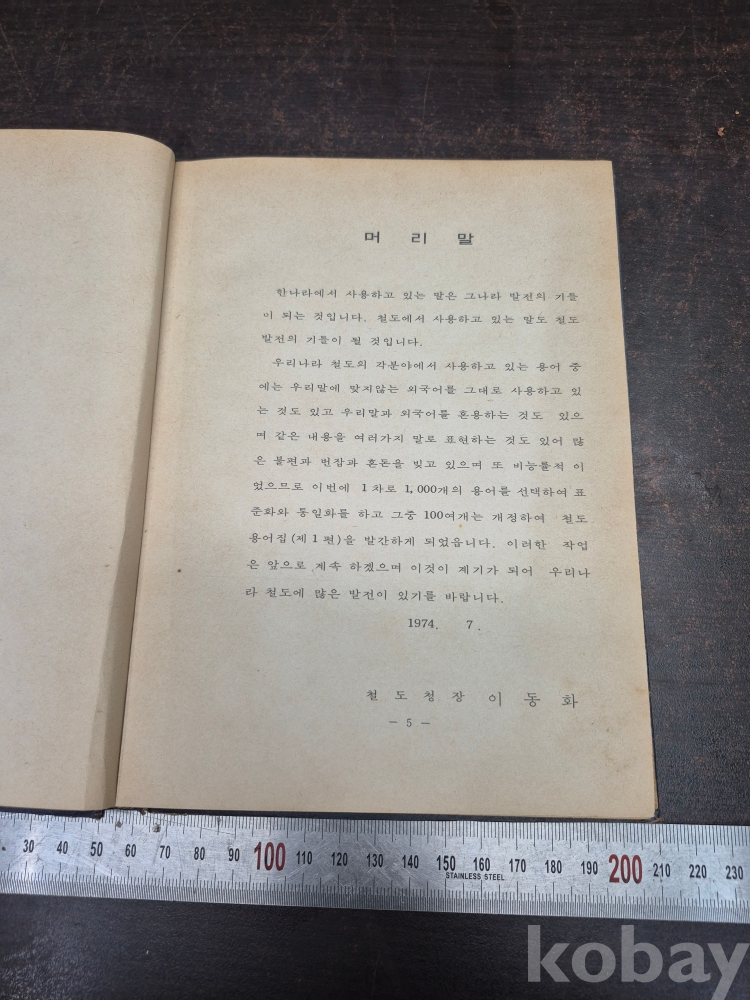 머 리 말
한나라에서 사용하고 있는 말은 그나라 발전의 기틀
이 되는 것입니다. 철도에서 사용하고 있는 말도 철도
발전의 기틀이 될 것입니다.
우리나라 철도의 각분야에서 사용하고 있는 용어 중
에는 우리말에 맞지않는 외국어를 그대로 사용하고 있
는 것도 있고 우리말과 외국어를 혼용하는 것도 있으
며 같은 내용을 여러가지 말로 표현하는 것도 있어 많
은 불편과 번잡과 혼돈을 빚고 있으며 또 비능률적 이
었으므로 이번에 1차로 1,000개의 용어를 선택하여 표
준화와 통일화를 하고 그중 100여개는 개정하여 철도
용어집(제1편)을 발간하게 되었읍니다. 이러한 작업
은 앞으로 계속 하겠으며 이것이 계기가 되어 우리나
라 철도에 많은 발전이 있기를 바랍니다.
1974. 7.
철 도 청 장 이 동 화
— 5 —
30 40 50 60 70 80 90 100 110 120 130 140 150 160 170 180 190 200 210 220 230
STAINLESS STEEL
kobay